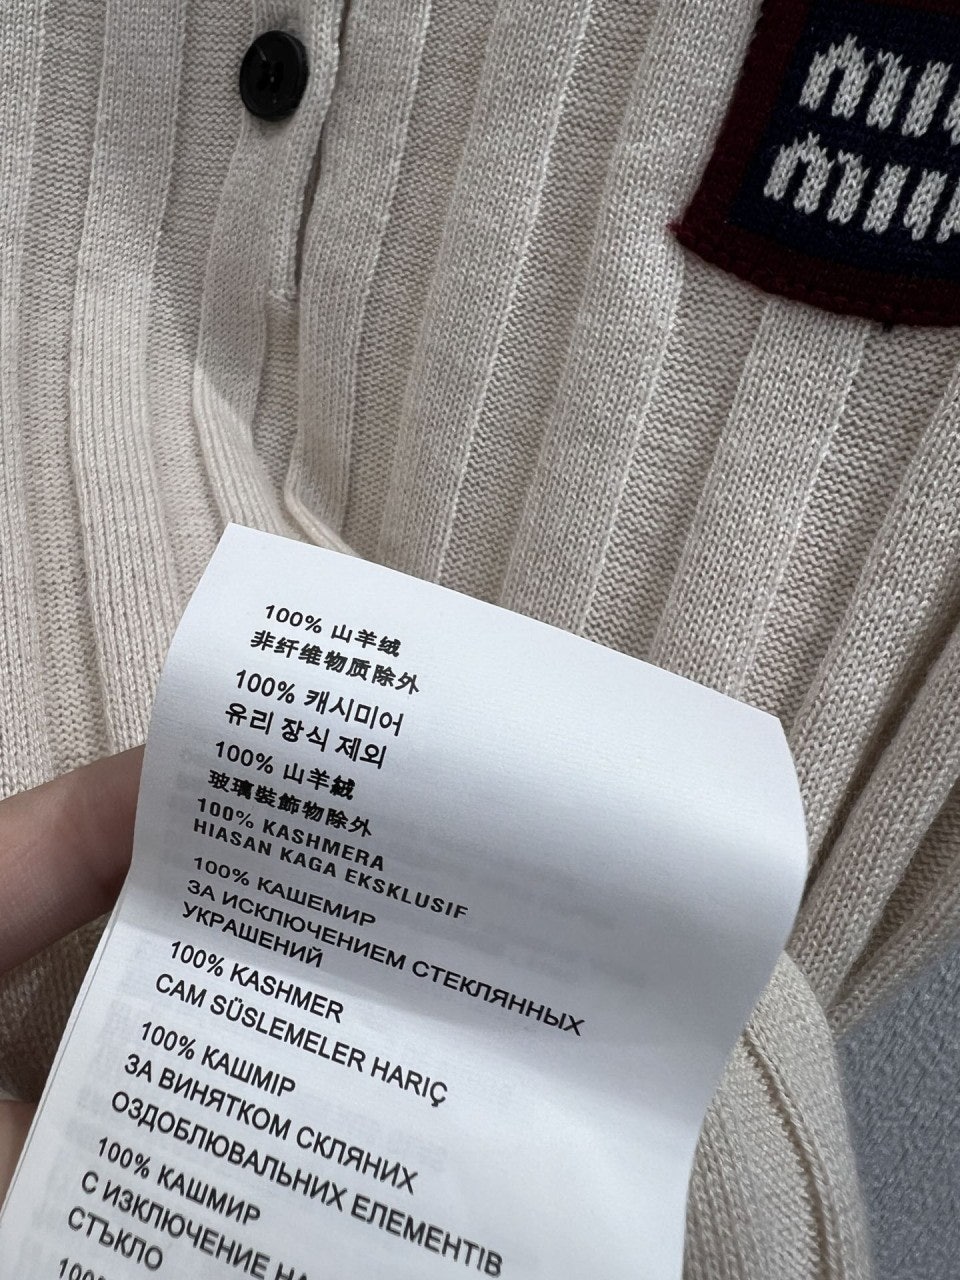 MIU
MIU
100% 山羊绒
非纤维物质除外
100% 캐시미어
유리 장식 제외
100% 山羊絨
玻璃裝飾物除外
100% KASHMERA
HIASAN KAGA EKSKLUSIF
100% КАШЕМИР
ЗА ИСКЛЮЧЕНИЕМ СТЕКЛЯННЫХ
УКРАШЕНИЙ
100% KASHMER
CAM SÜSLEMELER HARIÇ
100% КАШМІР
ЗА ВИНЯТКОМ СКЛЯНИХ
ОЗДОБЛЮВАЛЬНИХ ЕЛЕМЕНТІВ
100% КАШМИР
С ИЗКЛЮЧЕНИЕ НА
СТЪКЛО